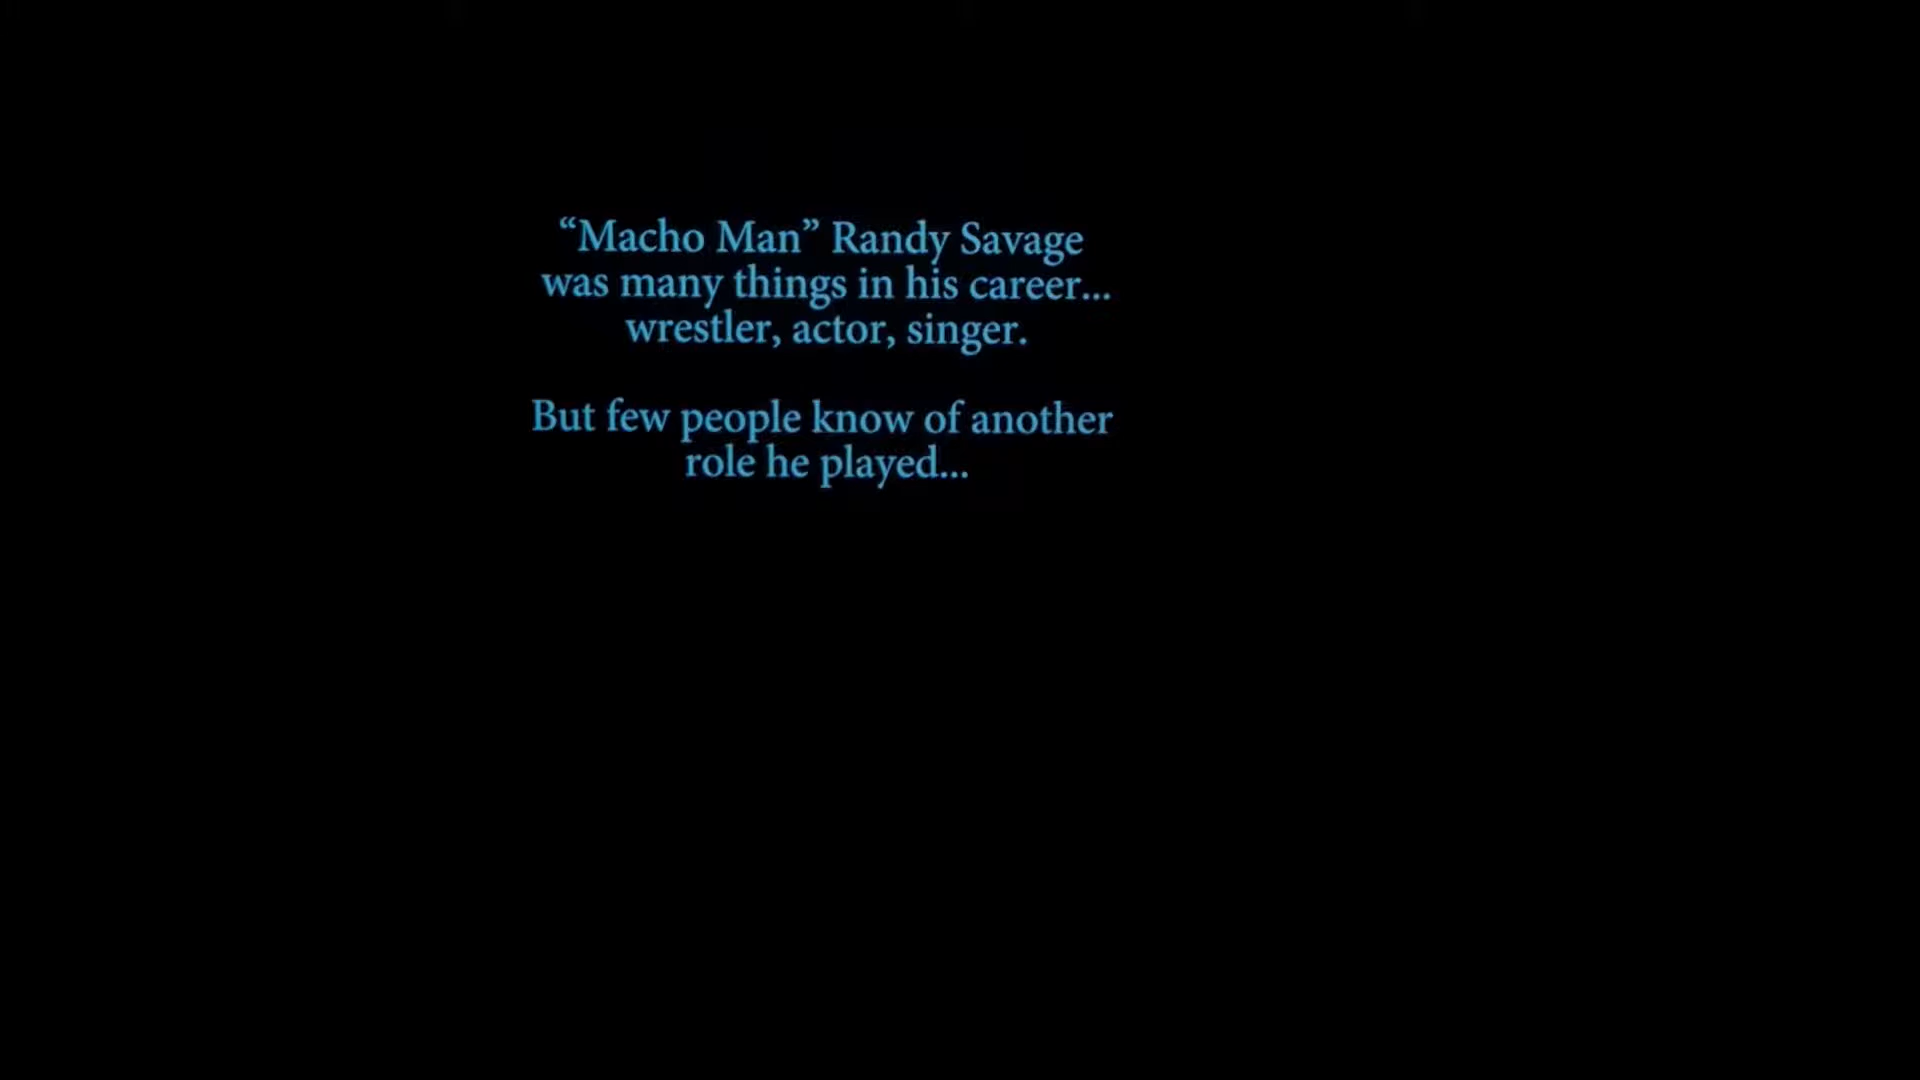 “Macho Man” Randy Savage
was many things in his career...
wrestler, actor, singer.
But few people know of another
role he played...